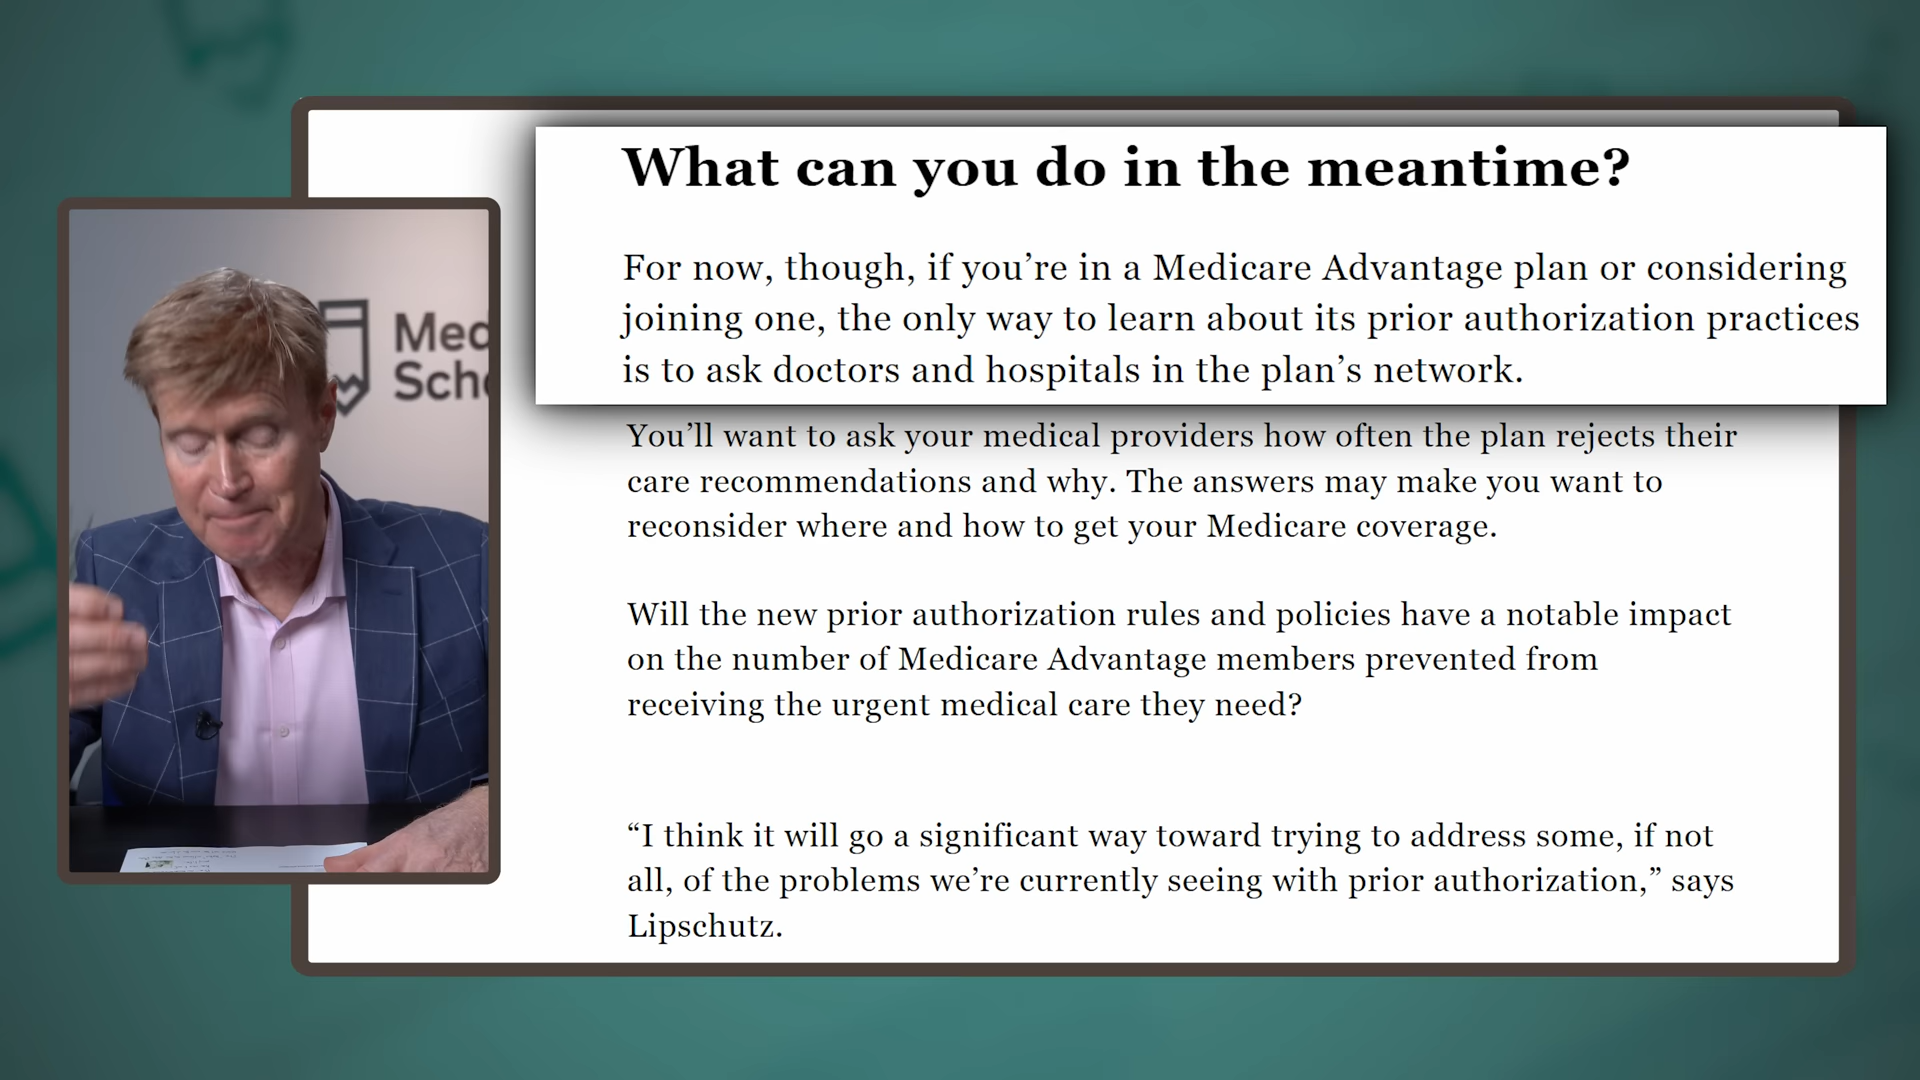 What can you do in the meantime?
For now, though, if you’re in a Medicare Advantage plan or considering
joining one, the only way to learn about its prior authorization practices
is to ask doctors and hospitals in the plan’s network.
You’ll want to ask your medical providers how often the plan rejects their
care recommendations and why. The answers may make you want to
reconsider where and how to get your Medicare coverage.
Will the new prior authorization rules and policies have a notable impact
on the number of Medicare Advantage members prevented from
receiving the urgent medical care they need?
“I think it will go a significant way toward trying to address some, if not
all, of the problems we’re currently seeing with prior authorization,” says
Lipschutz.
Med
Scho